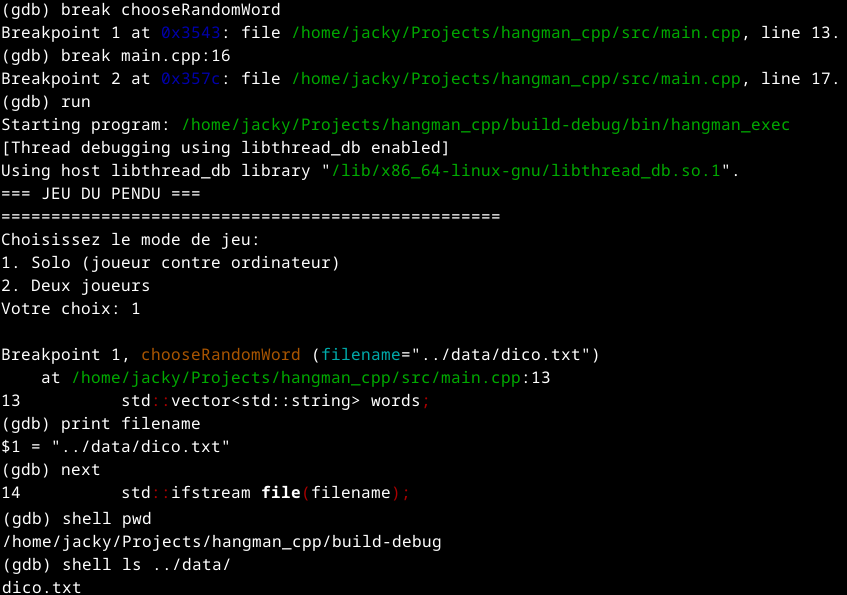 (gdb) break chooseRandomWord
Breakpoint 1 at 0x3543: file /home/jacky/Projects/hangman_cpp/src/main.cpp, line 13.
(gdb) break main.cpp:16
Breakpoint 2 at 0x357c: file /home/jacky/Projects/hangman_cpp/src/main.cpp, line 17.
(gdb) run
Starting program: /home/jacky/Projects/hangman_cpp/build-debug/bin/hangman_exec
[Thread debugging using libthread_db enabled]
Using host libthread_db library "/lib/x86_64-linux-gnu/libthread_db.so.1".
=== JEU DU PENDU ===
==================================================
Choisissez le mode de jeu:
1. Solo (joueur contre ordinateur)
2. Deux joueurs
Votre choix: 1
Breakpoint 1, chooseRandomWord (filename="../data/dico.txt")
    at /home/jacky/Projects/hangman_cpp/src/main.cpp:13
13          std::vector<std::string> words;
(gdb) print filename
$1 = "../data/dico.txt"
(gdb) next
14          std::ifstream file(filename);
(gdb) shell pwd
/home/jacky/Projects/hangman_cpp/build-debug
(gdb) shell ls ../data/
dico.txt